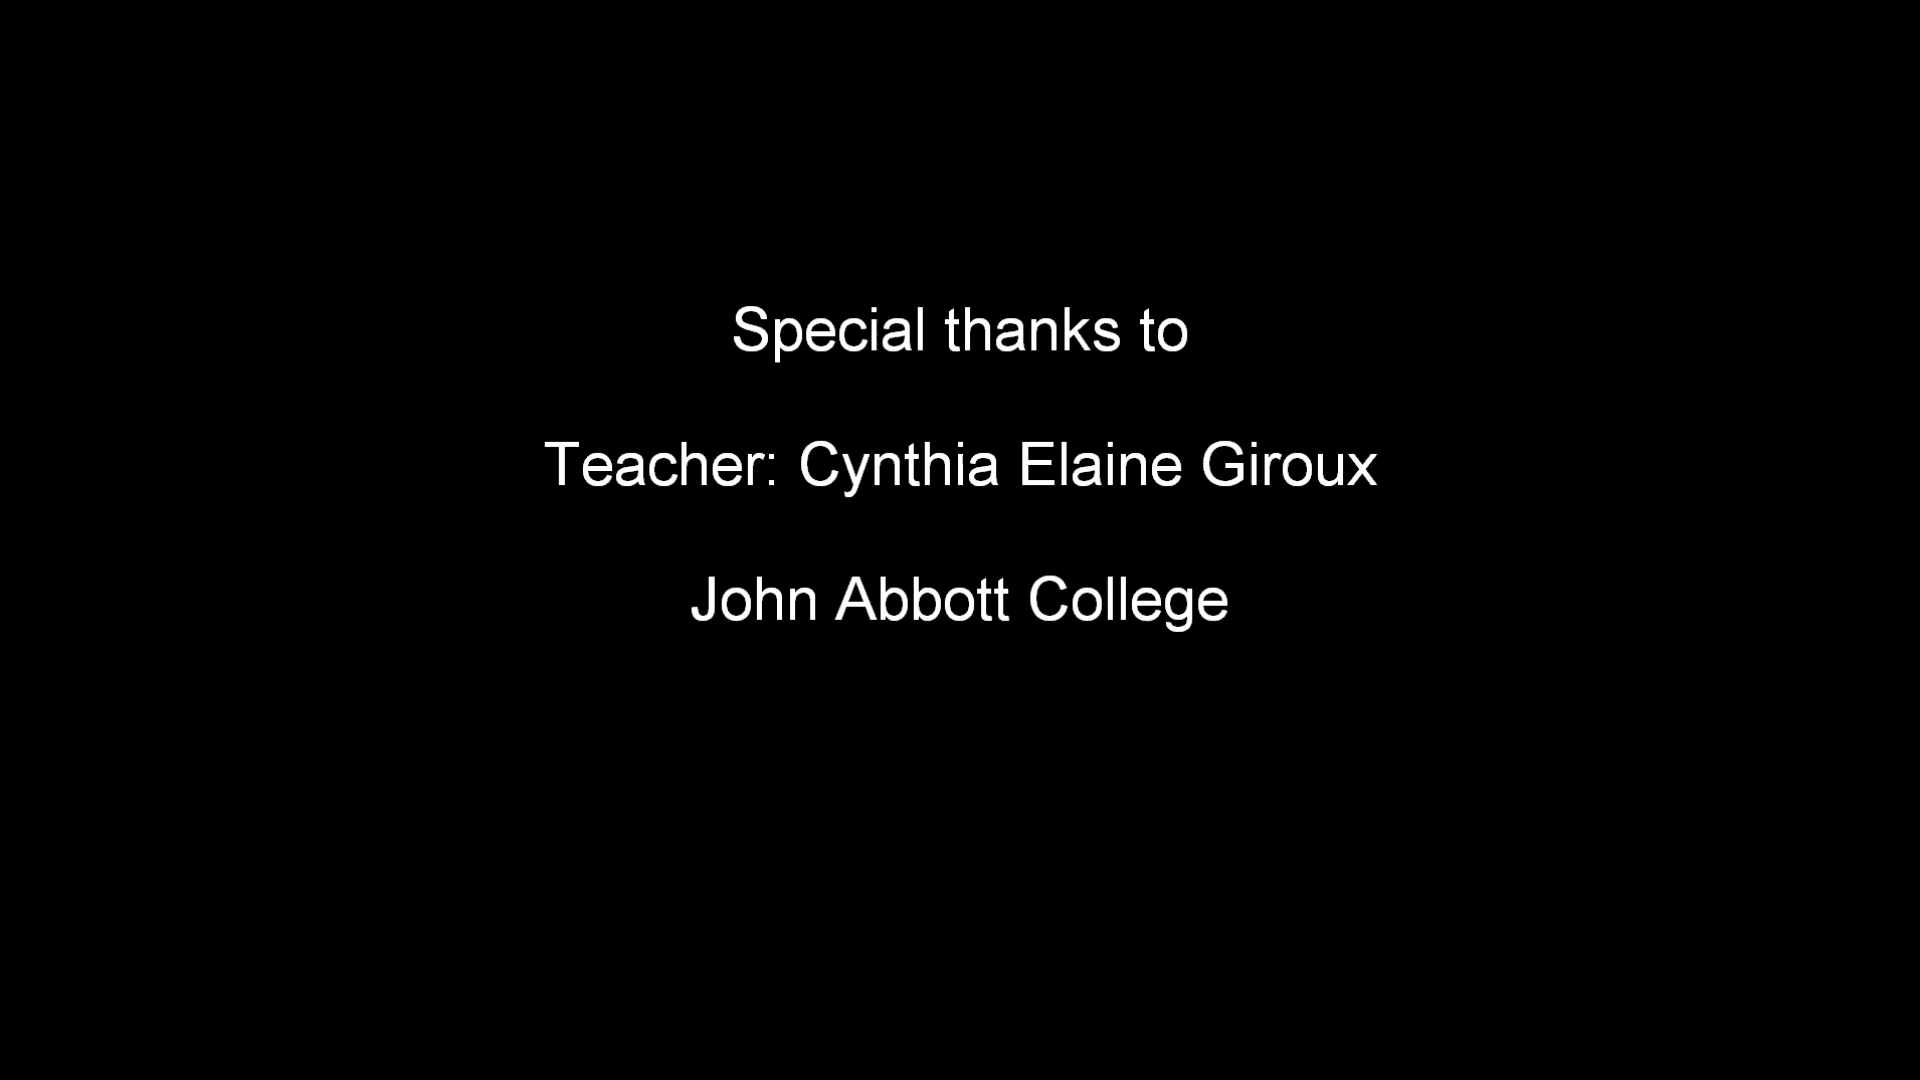 Special thanks to
Teacher: Cynthia Elaine Giroux
John Abbott College